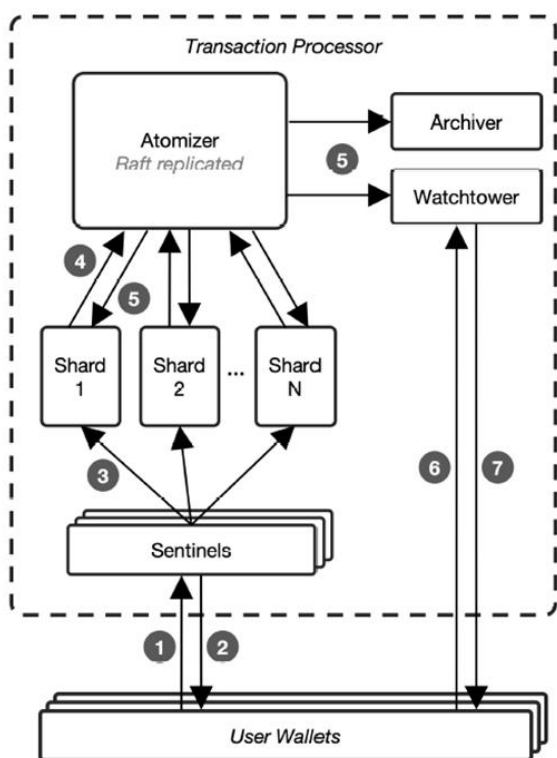 Transaction Processor
Atomizer
Raft replicated
Archiver
5
Watchtower
4
5
Shard
1
Shard
2
...
Shard
N
3
6
7
Sentinels
1
2
User Wallets